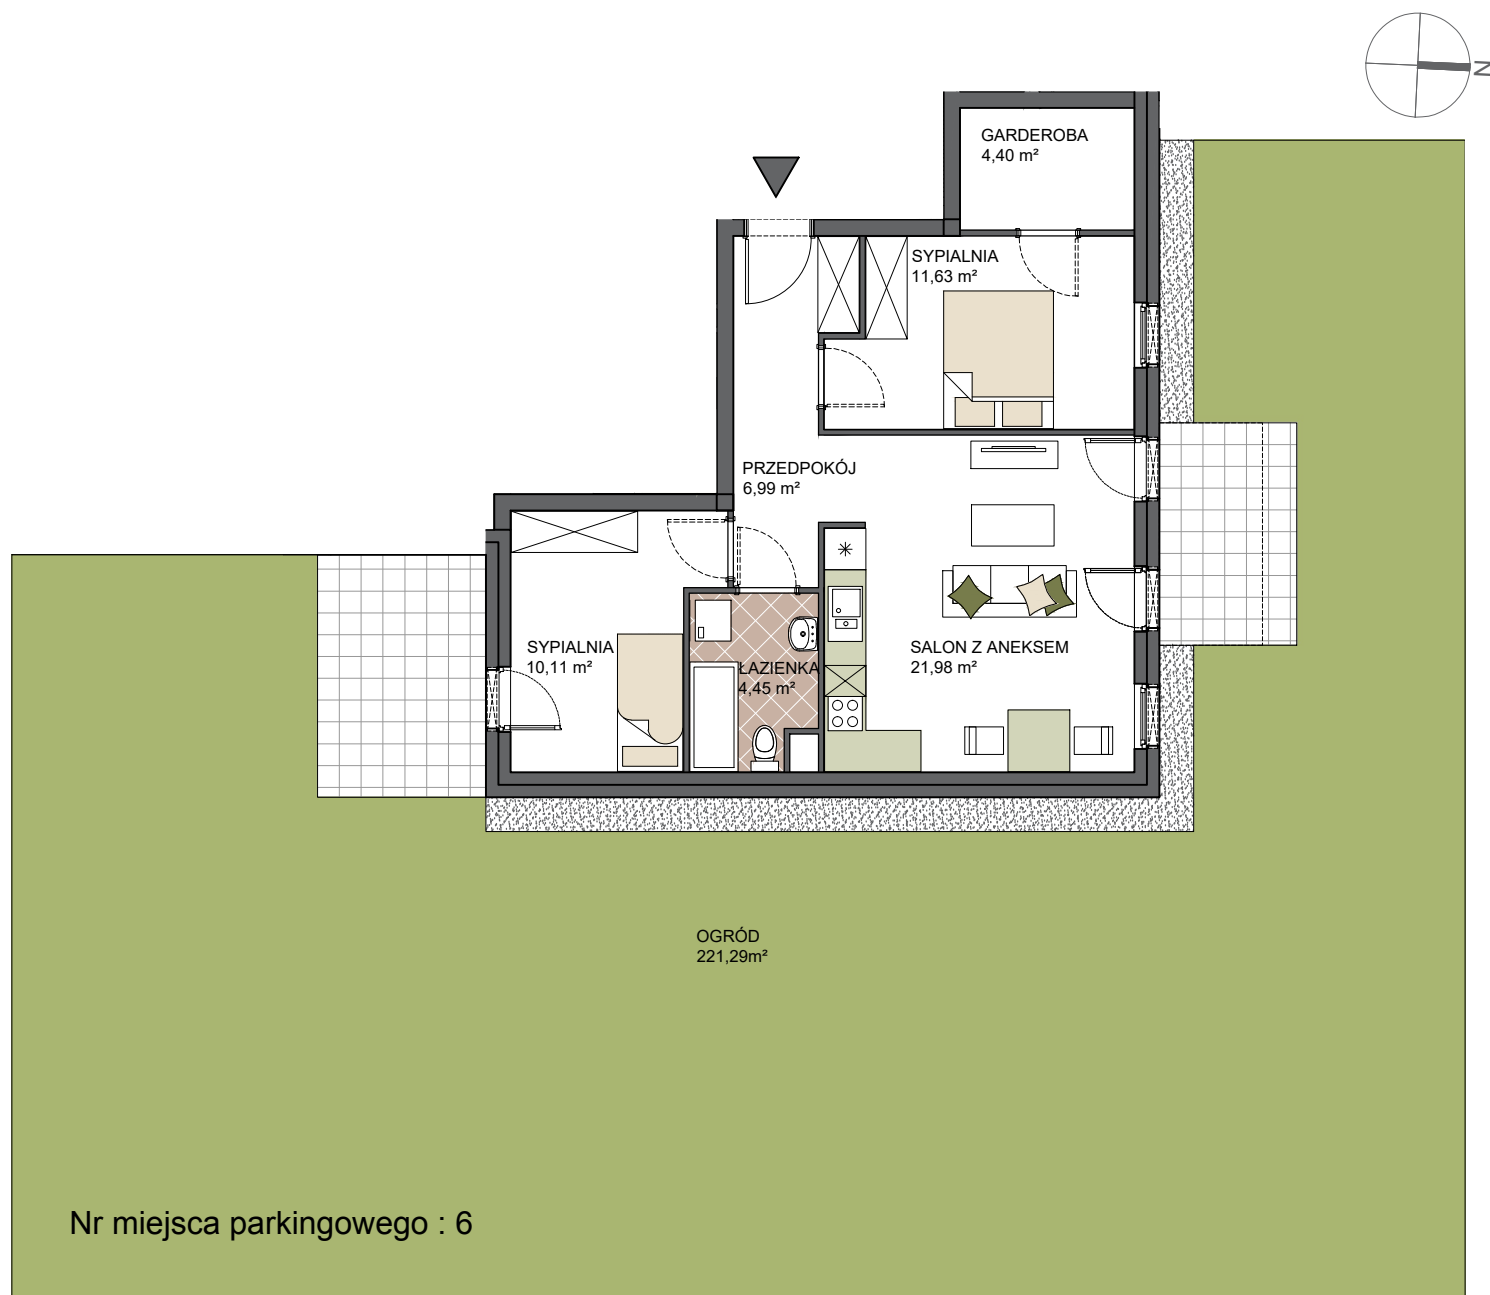 N
GARDEROBA
4,40 m²
SYPIALNIA
11,63 m²
PRZEDPOKÓJ
6,99 m²
SYPIALNIA
10,11 m²
ŁAZIENKA
4,45 m²
SALON Z ANEKSEM
21,98 m²
OGRÓD
221,29m²
Nr miejsca parkingowego : 6